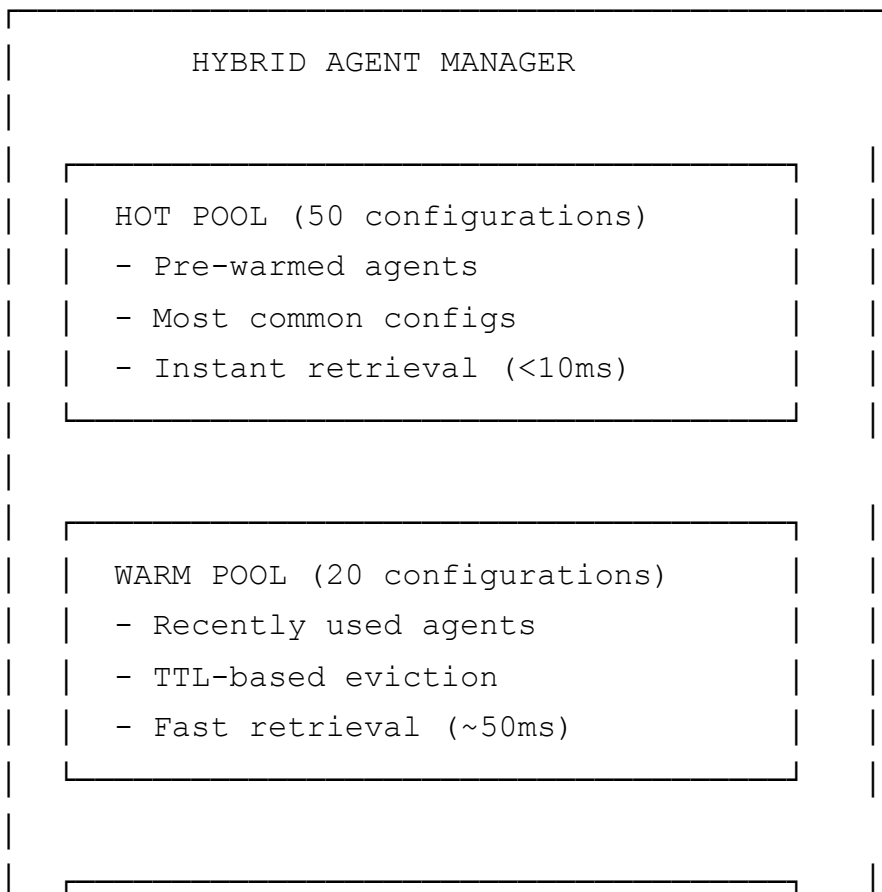 HYBRID AGENT MANAGER
HOT POOL (50 configurations)
- Pre-warmed agents
- Most common configs
- Instant retrieval (<10ms)
WARM POOL (20 configurations)
- Recently used agents
- TTL-based eviction
- Fast retrieval (~50ms)